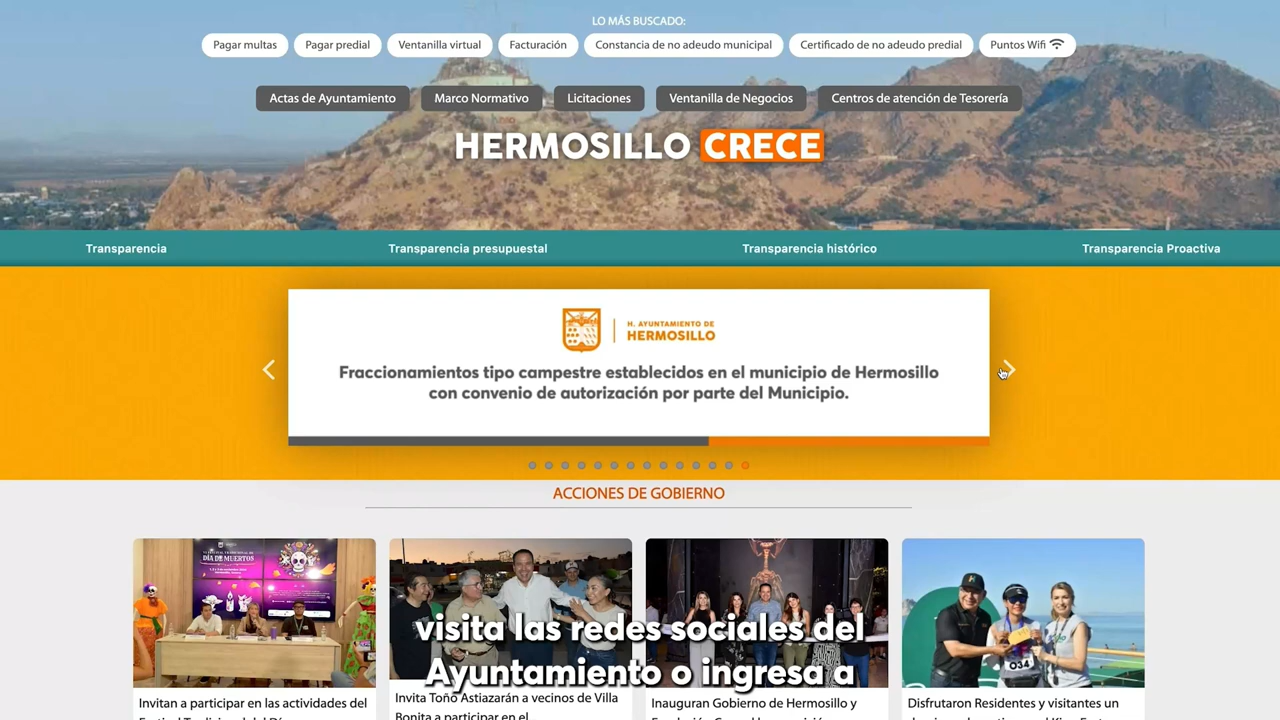 LO MÁS BUSCADO:
Pagar multas
Pagar predial
Ventanilla virtual
Facturación
Constancia de no adeudo municipal
Certificado de no adeudo predial
Puntos Wifi
Actas de Ayuntamiento
Marco Normativo
Licitaciones
Ventanilla de Negocios
Centros de atención de Tesorería
HERMOSILLO CRECE
Transparencia
Transparencia presupuestal
Transparencia histórico
Transparencia Proactiva
H. AYUNTAMIENTO DE
HERMOSILLO
Fraccionamientos tipo campestre establecidos en el municipio de Hermosillo
con convenio de autorización por parte del Municipio.
ACCIONES DE GOBIERNO
DÍA DE MUERTOS
034
visita las redes sociales del
Ayuntamiento o ingresa a
Invitan a participar en las actividades del
Invita Toño Astiazarán a vecinos de Villa
Bonita a participar en el...
Inauguran Gobierno de Hermosillo y
Disfrutaron Residentes y visitantes un